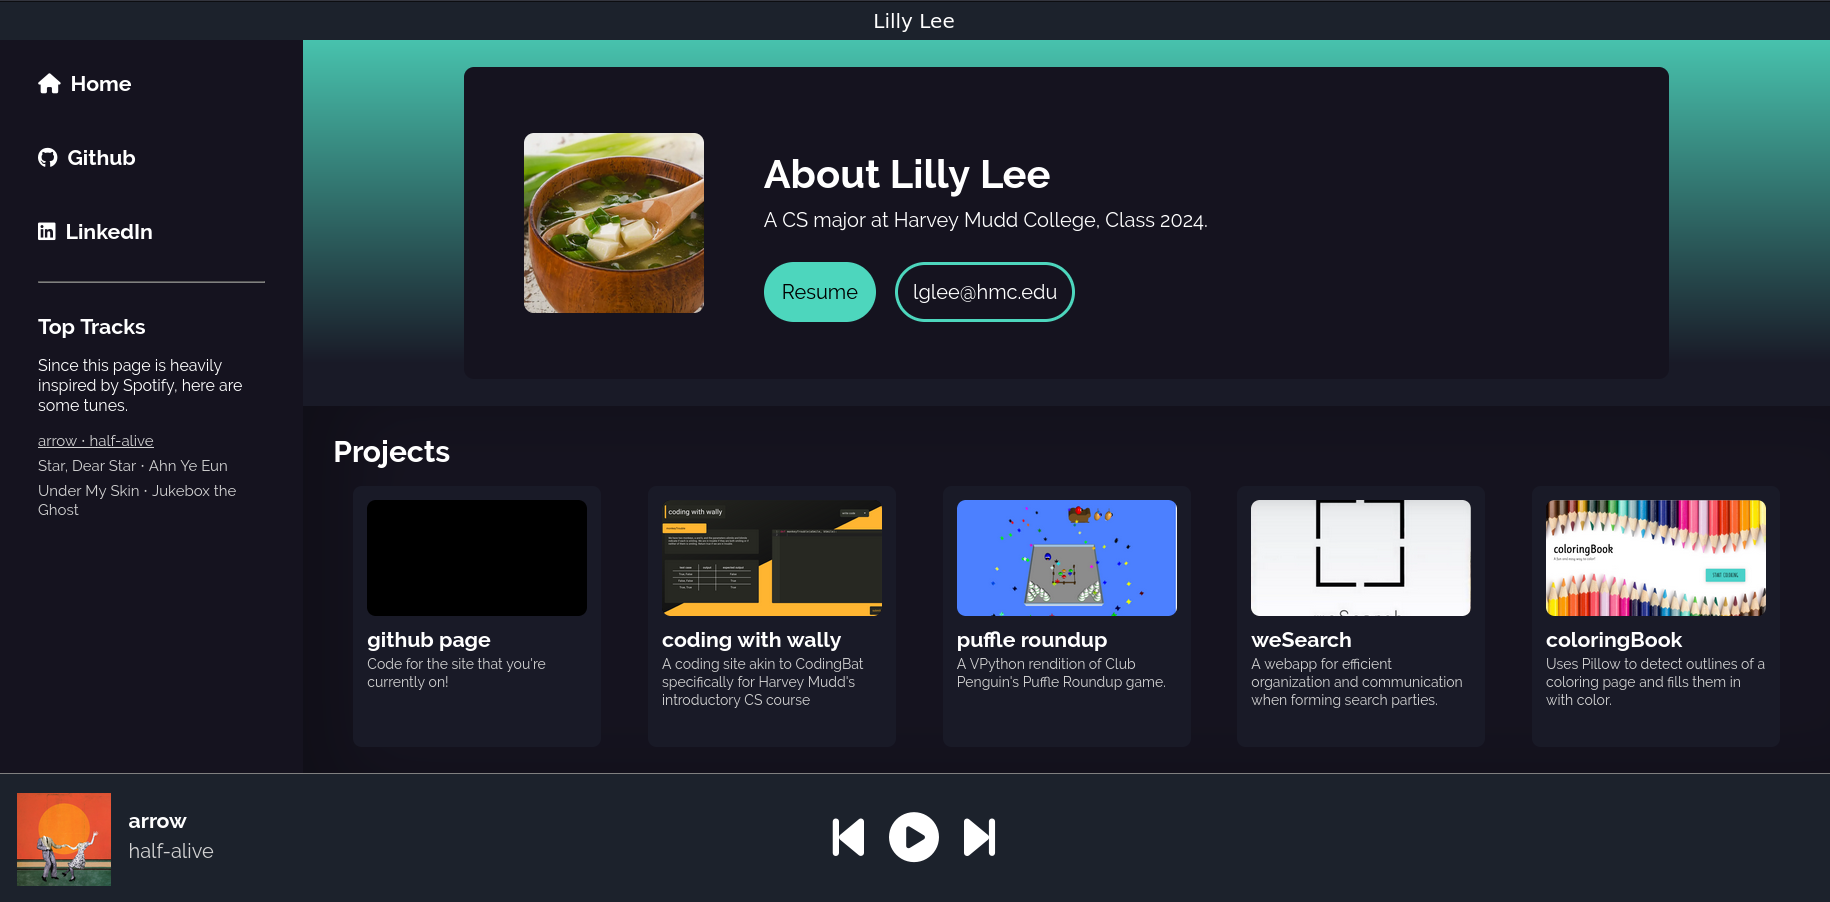 Lilly Lee
Home
Github
LinkedIn
Top Tracks
Since this page is heavily
inspired by Spotify, here are
some tunes.
arrow · half-alive
Star, Dear Star · Ahn Ye Eun
Under My Skin · Jukebox the
Ghost
About Lilly Lee
A CS major at Harvey Mudd College, Class 2024.
Resume
lglee@hmc.edu
Projects
github page
Code for the site that you're
currently on!
coding with wally
coding with wally
A coding site akin to CodingBat
specifically for Harvey Mudd's
introductory CS course
puffle roundup
A VPython rendition of Club
Penguin's Puffle Roundup game.
weSearch
A webapp for efficient
organization and communication
when forming search parties.
coloringBook
START COLORING
coloringBook
Uses Pillow to detect outlines of a
coloring page and fills them in
with color.
arrow
half-alive